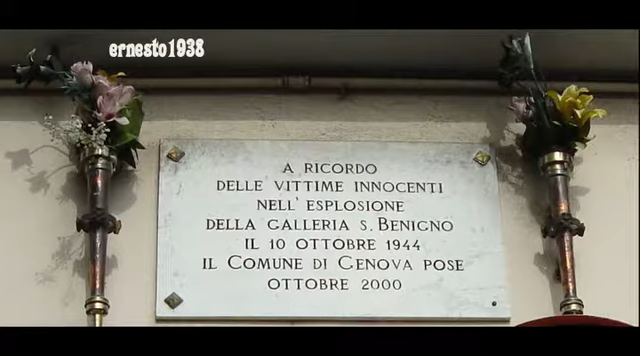 ernesto1938
A RICORDO
DELLE VITTIME INNOCENTI
NELL' ESPLOSIONE
DELLA GALLERIA S. BENIGNO
IL 10 OTTOBRE 1944
IL COMUNE DI GENOVA POSE
OTTOBRE 2000